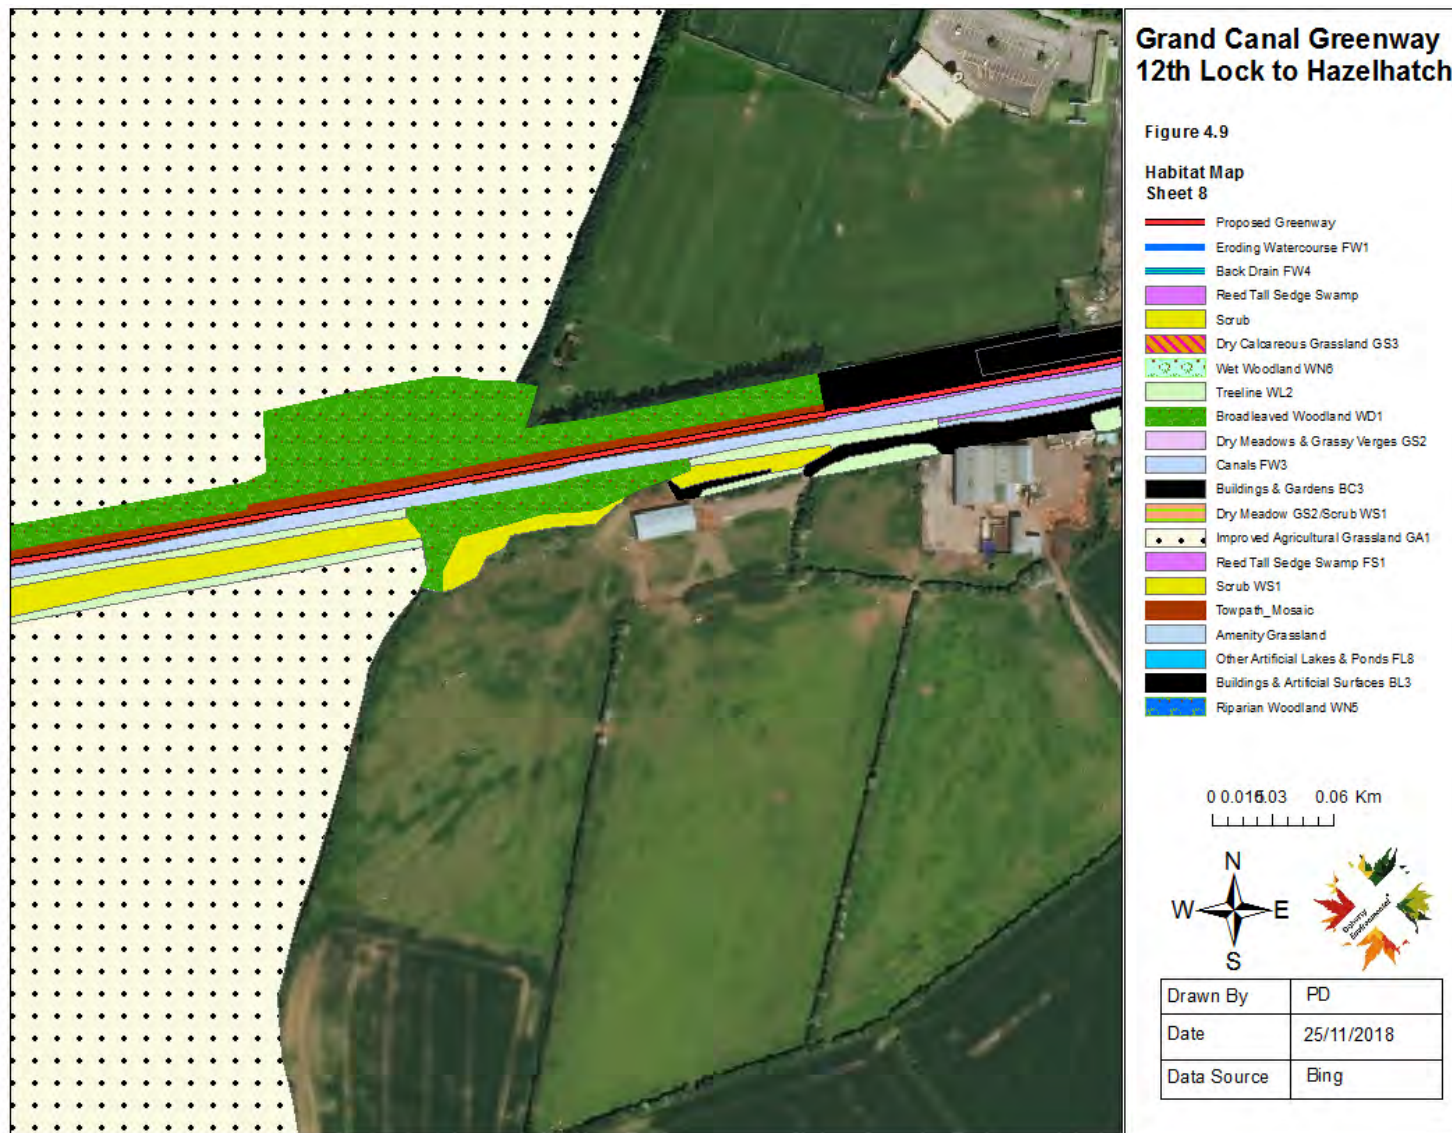 Grand Canal Greenway
12th Lock to Hazelhatch
Figure 4.9
Habitat Map
Sheet 8
Proposed Greenway
Eroding Watercourse FW1
Back Drain FW4
Reed Tall Sedge Swamp
Scrub
Dry Calcareous Grassland GS3
Wet Woodland WN6
Treeline WL2
Broadleaved Woodland WD1
Dry Meadows & Grassy Verges GS2
Canals FW3
Buildings & Gardens BC3
Dry Meadow GS2/Scrub WS1
Improved Agricultural Grassland GA1
Reed Tall Sedge Swamp FS1
Scrub WS1
Towpath_Mosaic
Amenity Grassland
Other Artificial Lakes & Ponds FL8
Buildings & Artificial Surfaces BL3
Riparian Woodland WN5
0 0.015 0.03 0.06 Km
N
W E
S
Doherty
Environmental
Drawn By PD
Date 25/11/2018
Data Source Bing